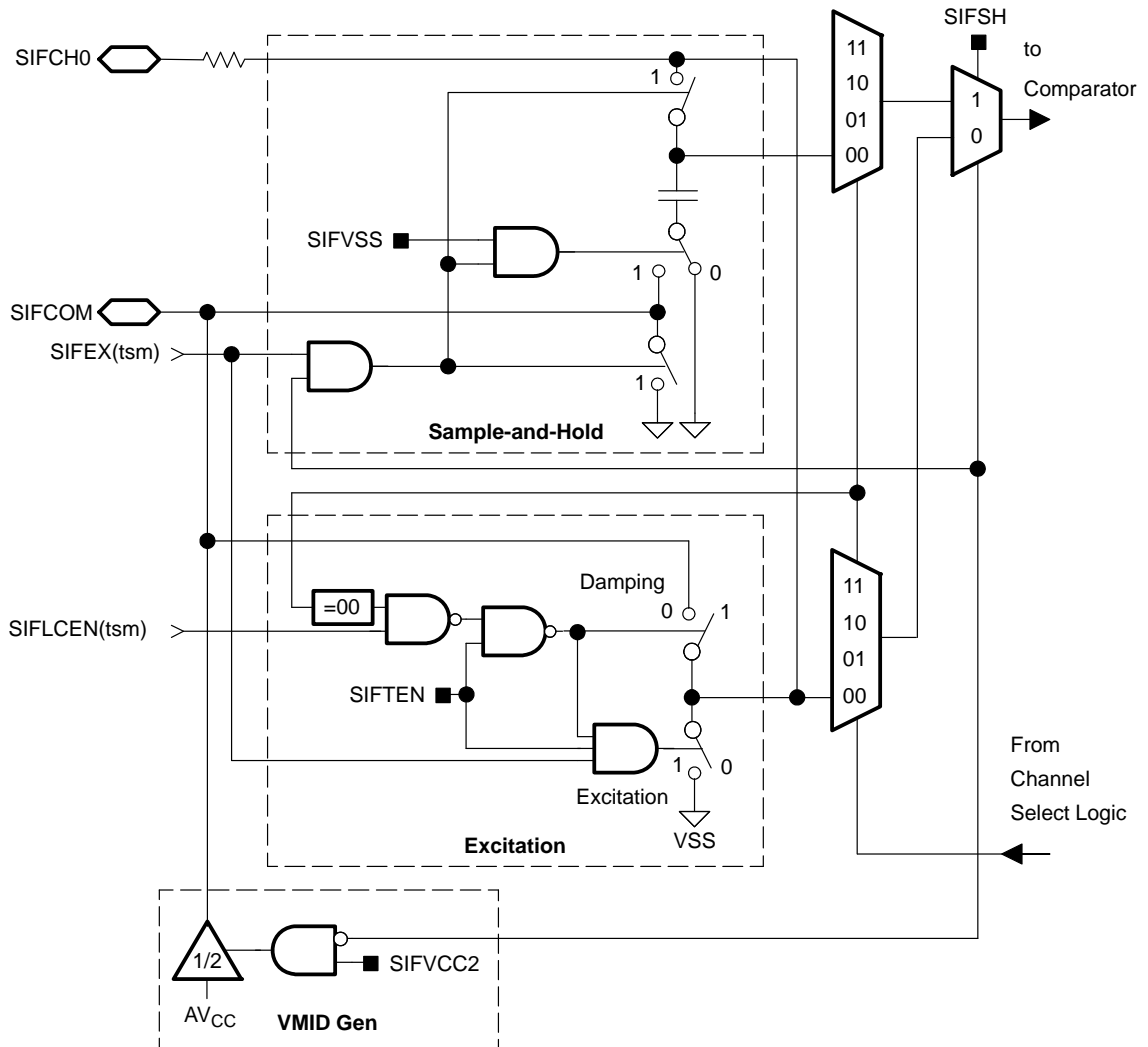 SIFCH0
1
11
10
01
00
SIFSH
to
Comparator
1
0
SIFVSS
1
0
SIFCOM
SIFEX(tsm)
1
Sample-and-Hold
Damping
0
1
=00
SIFLCEN(tsm)
SIFTEN
11
10
01
00
1
0
Excitation
VSS
Excitation
From
Channel
Select Logic
1/2
SIFVCC2
AVCC
VMID Gen